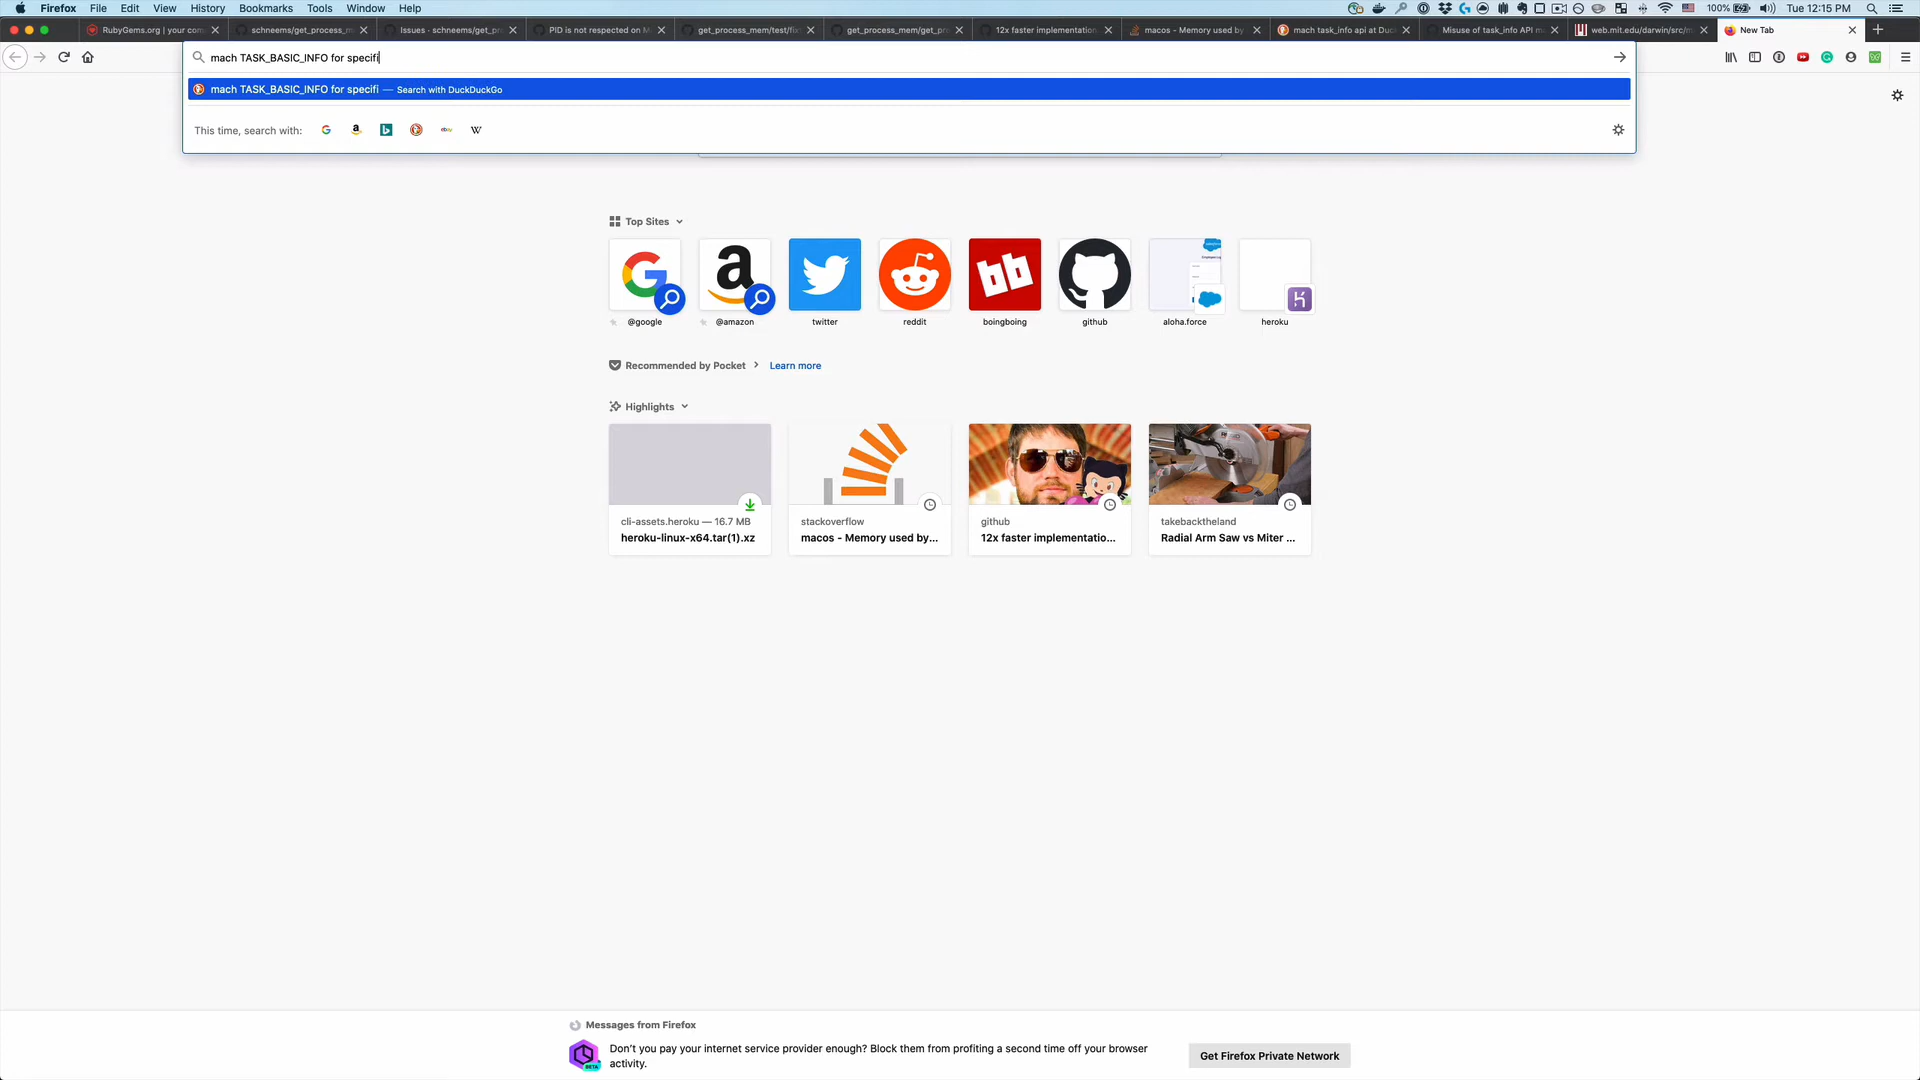 Firefox File Edit View History Bookmarks Tools Window Help 100% Tue 12:15 PM
RubyGems.org | your com schneems/get_process_m Issues · schneems/get_pr PID is not respected on M get_process_mem/test/fix get_process_mem/get_pro 12x faster implementation macos - Memory used by mach task_info api at Duc Misuse of task_info API m web.mit.edu/darwin/src/m New Tab
mach TASK_BASIC_INFO for specifi
mach TASK_BASIC_INFO for specifi — Search with DuckDuckGo
This time, search with: ebay W
Top Sites
@google @amazon twitter reddit boingboing github aloha.force heroku
Recommended by Pocket Learn more
Highlights
cli-assets.heroku — 16.7 MB
heroku-linux-x64.tar(1).xz
stackoverflow
macos - Memory used by...
github
12x faster implementatio...
takebacktheland
Radial Arm Saw vs Miter ...
Messages from Firefox
Don't you pay your internet service provider enough? Block them from profiting a second time off your browser
activity.
BETA
Get Firefox Private Network